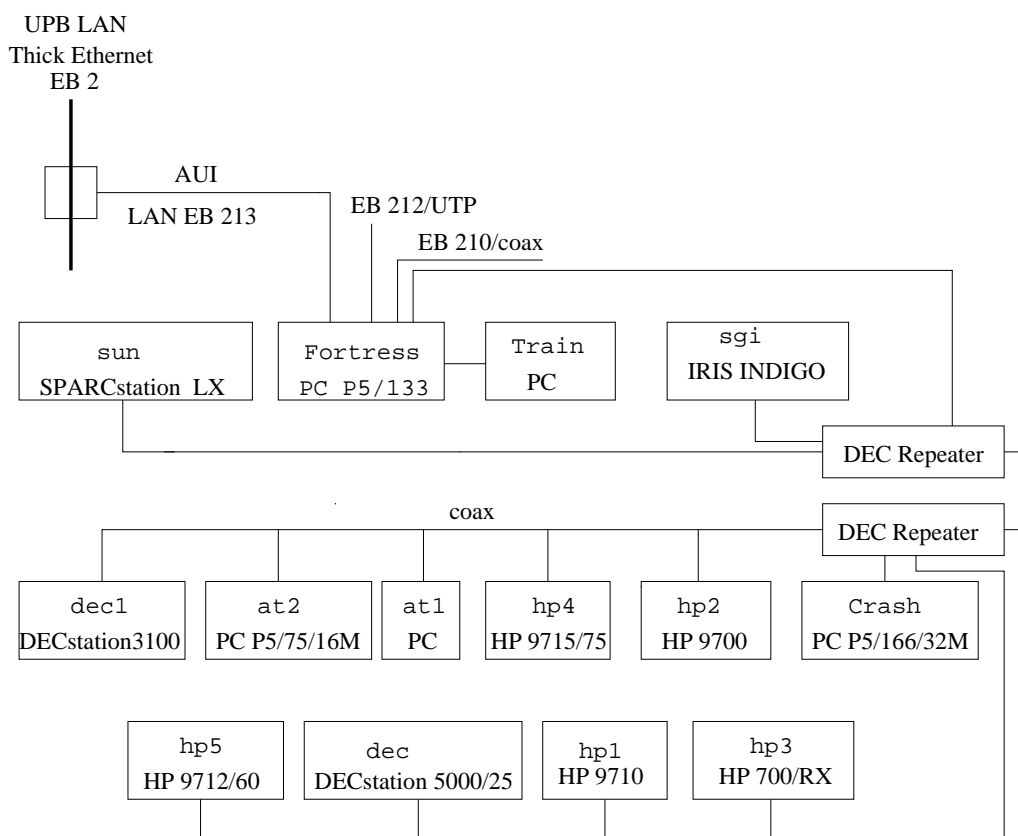 UPB LAN
Thick Ethernet
EB 2
AUI
LAN EB 213
EB 212/UTP
EB 210/coax
sun
SPARCstation LX
Fortress
PC P5/133
Train
PC
sgi
IRIS INDIGO
DEC Repeater
coax
DEC Repeater
dec1
DECstation3100
at2
PC P5/75/16M
at1
PC
hp4
HP 9715/75
hp2
HP 9700
Crash
PC P5/166/32M
hp5
HP 9712/60
dec
DECstation 5000/25
hp1
HP 9710
hp3
HP 700/RX